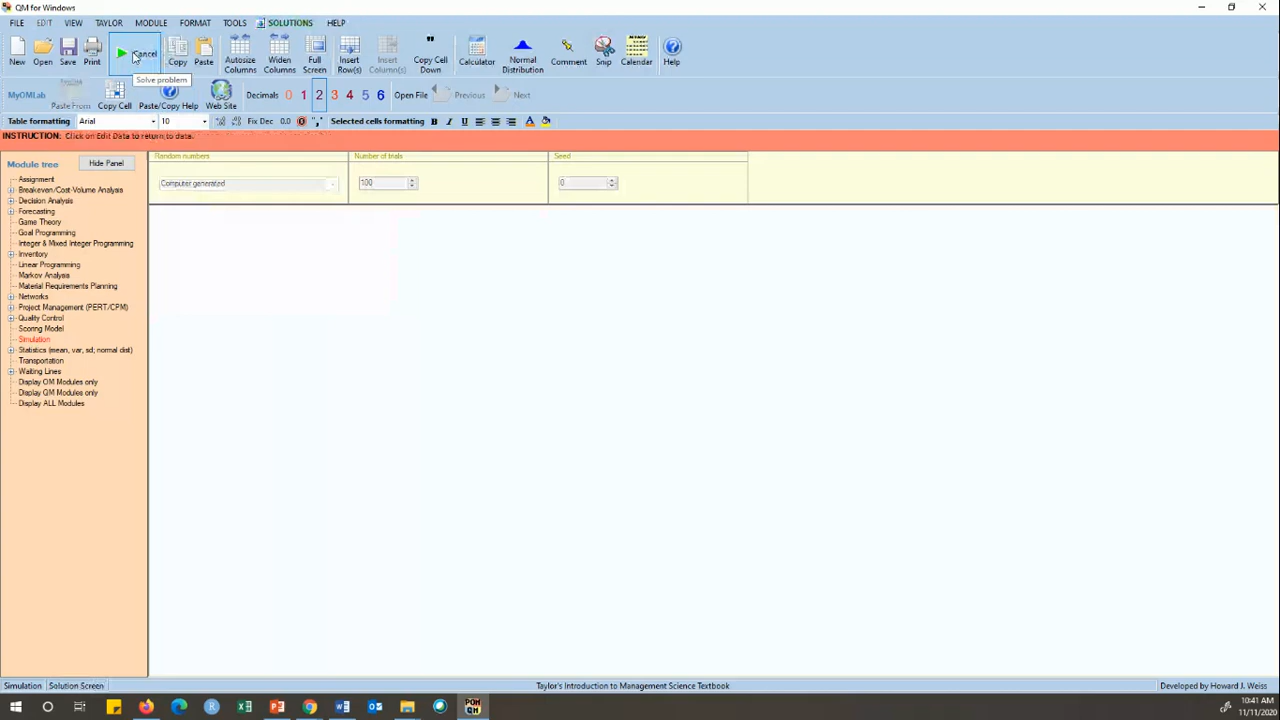 QM for Windows
FILE EDIT VIEW TAYLOR MODULE FORMAT TOOLS SOLUTIONS HELP
New Open Save Print Cancel Copy Paste Autosize Columns Widen Columns Full Screen Insert Row(s) Insert Column(s) Copy Cell Down Calculator Normal Distribution Comment Snip Calendar Help
Solve problem
MyOMLab Paste From Copy Cell Paste/Copy Help Web Site Decimals 0 1 2 3 4 5 6 Open File Previous Next
Table formatting Arial 10 Fix Dec 0.0 Selected cells formatting B I U A
INSTRUCTION: Click on Edit Data to return to data.
Module tree Hide Panel
Random numbers Number of trials Seed
Computer generated 100 0
Assignment
Breakeven/Cost-Volume Analysis
Decision Analysis
Forecasting
Game Theory
Goal Programming
Integer & Mixed Integer Programming
Inventory
Linear Programming
Markov Analysis
Material Requirements Planning
Networks
Project Management (PERT/CPM)
Quality Control
Scoring Model
Simulation
Statistics (mean, var, sd; normal dist)
Transportation
Waiting Lines
Display OM Modules only
Display QM Modules only
Display ALL Modules
Simulation Solution Screen Taylor's Introduction to Management Science Textbook Developed by Howard J. Weiss
POM QM
10:41 AM
11/11/2020